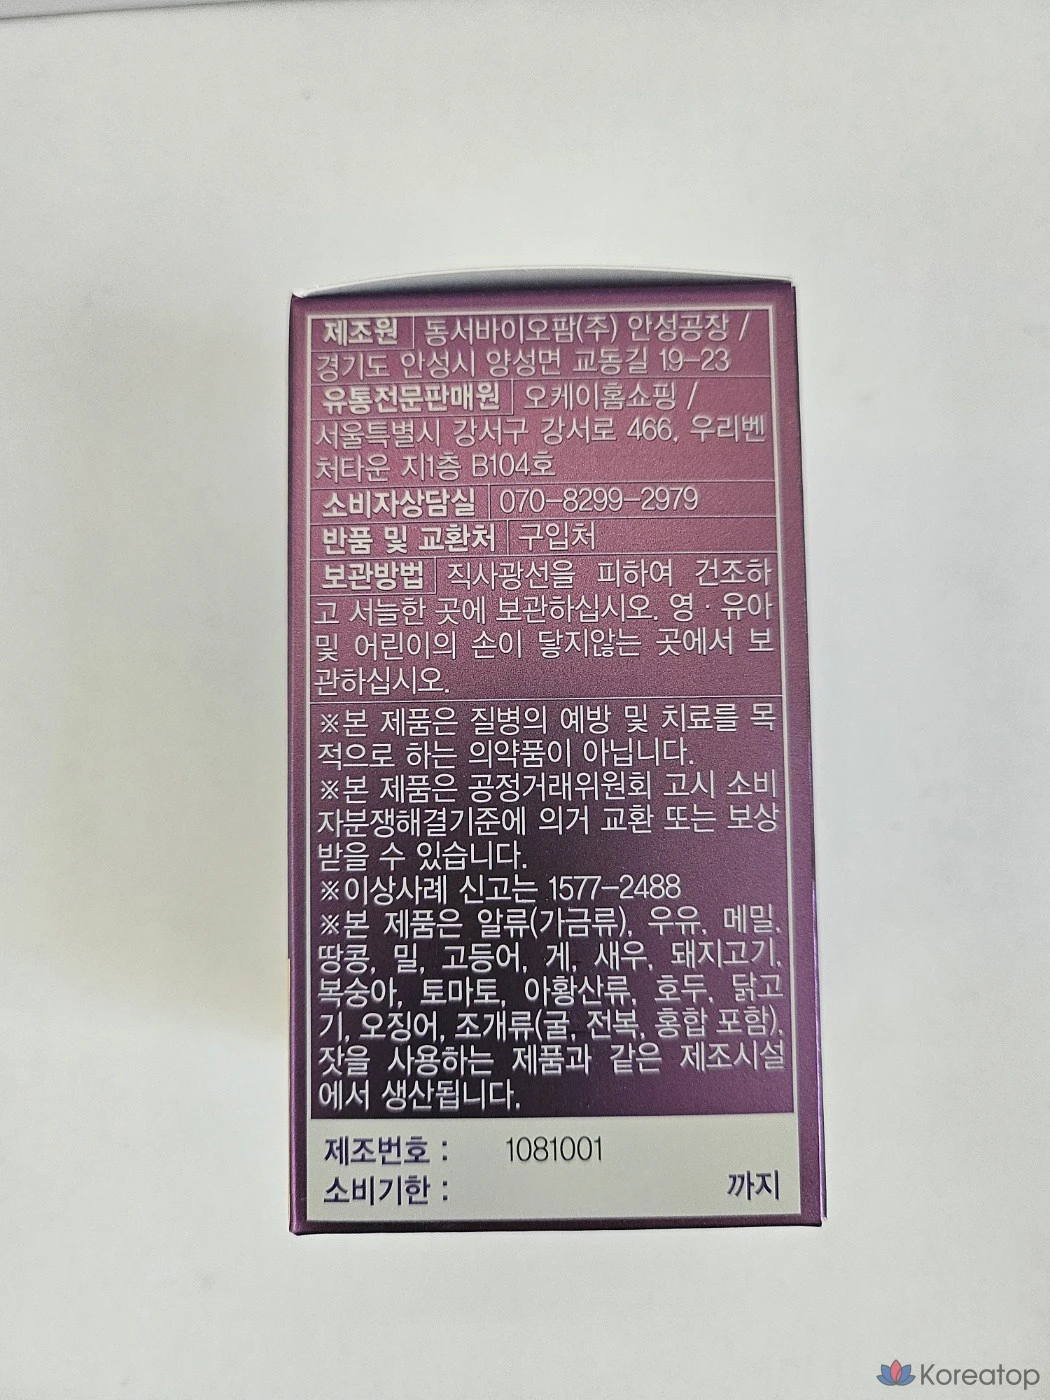 제조원 동서바이오팜(주) 안성공장 /
경기도 안성시 양성면 교동길 19-23
유통전문판매원 오케이홈쇼핑 /
서울특별시 강서구 강서로 466, 우리벤
처타운 지1층 B104호
소비자상담실 070-8299-2979
반품 및 교환처 구입처
보관방법 직사광선을 피하여 건조하
고 서늘한 곳에 보관하십시오. 영·유아
및 어린이의 손이 닿지않는 곳에서 보
관하십시오.
※본 제품은 질병의 예방 및 치료를 목
적으로 하는 의약품이 아닙니다.
※본 제품은 공정거래위원회 고시 소비
자분쟁해결기준에 의거 교환 또는 보상
받을 수 있습니다.
※이상사례 신고는 1577-2488
※본 제품은 알류(가금류), 우유, 메밀,
땅콩, 밀, 고등어, 게, 새우, 돼지고기,
복숭아, 토마토, 아황산류, 호두, 닭고
기, 오징어, 조개류(굴, 전복, 홍합 포함),
잣을 사용하는 제품과 같은 제조시설
에서 생산됩니다.
제조번호 : 1081001
소비기한 : 까지
Koreatop